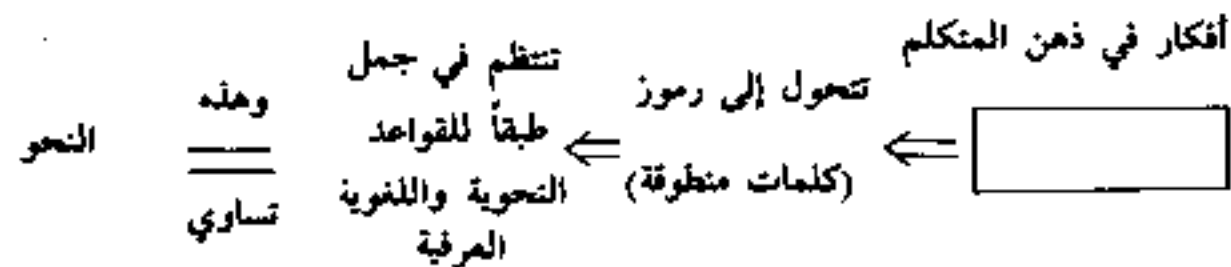 أفكار في ذهن المتكلم
تتحول إلى رموز
(كلمات منطوقة)
تنتظم في جمل
طبقاً للقواعد
النحوية واللغوية
العرفية
وهذه
تساوي
النحو